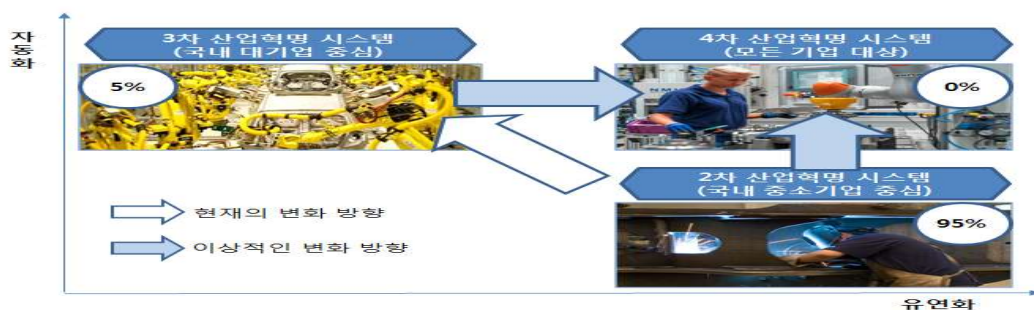 자동화
3차 산업혁명 시스템
(국내 대기업 중심)
5%
4차 산업혁명 시스템
(모든 기업 대상)
0%
2차 산업혁명 시스템
(국내 중소기업 중심)
95%
현재의 변화 방향
이상적인 변화 방향
유연화